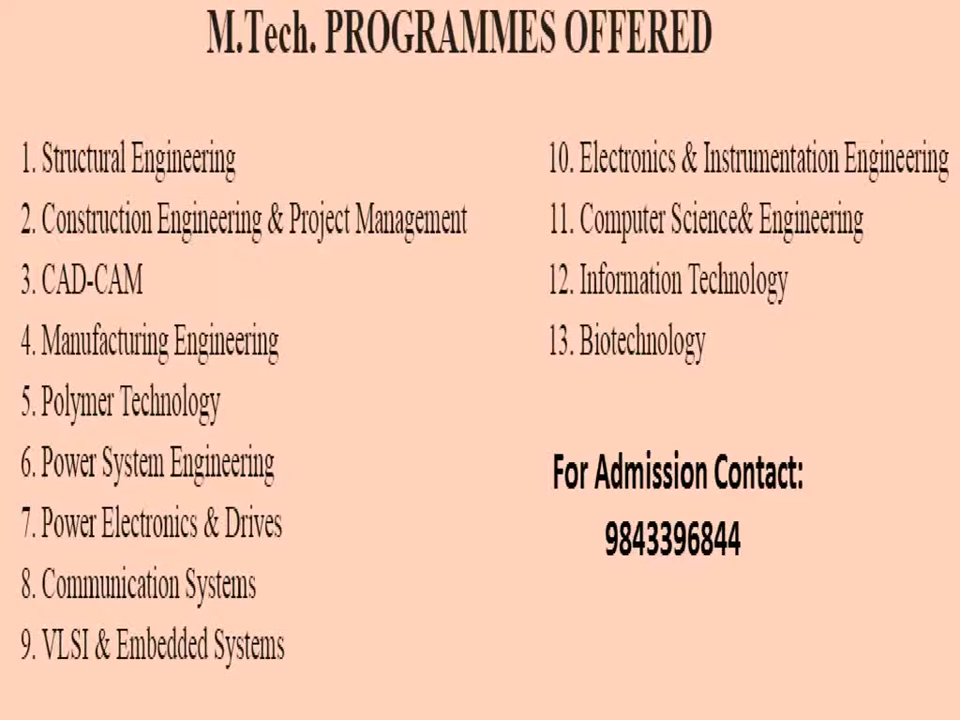 M.Tech. PROGRAMMES OFFERED
1. Structural Engineering
2. Construction Engineering & Project Management
3. CAD-CAM
4. Manufacturing Engineering
5. Polymer Technology
6. Power System Engineering
7. Power Electronics & Drives
8. Communication Systems
9. VLSI & Embedded Systems
10. Electronics & Instrumentation Engineering
11. Computer Science& Engineering
12. Information Technology
13. Biotechnology
For Admission Contact:
9843396844